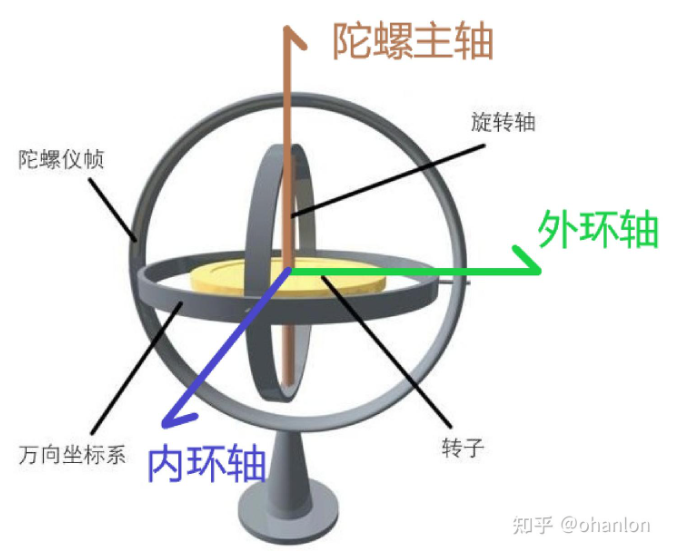 陀螺主轴
旋转轴
陀螺仪帧
外环轴
万向坐标系
内环轴
转子
知乎 @ohanlon